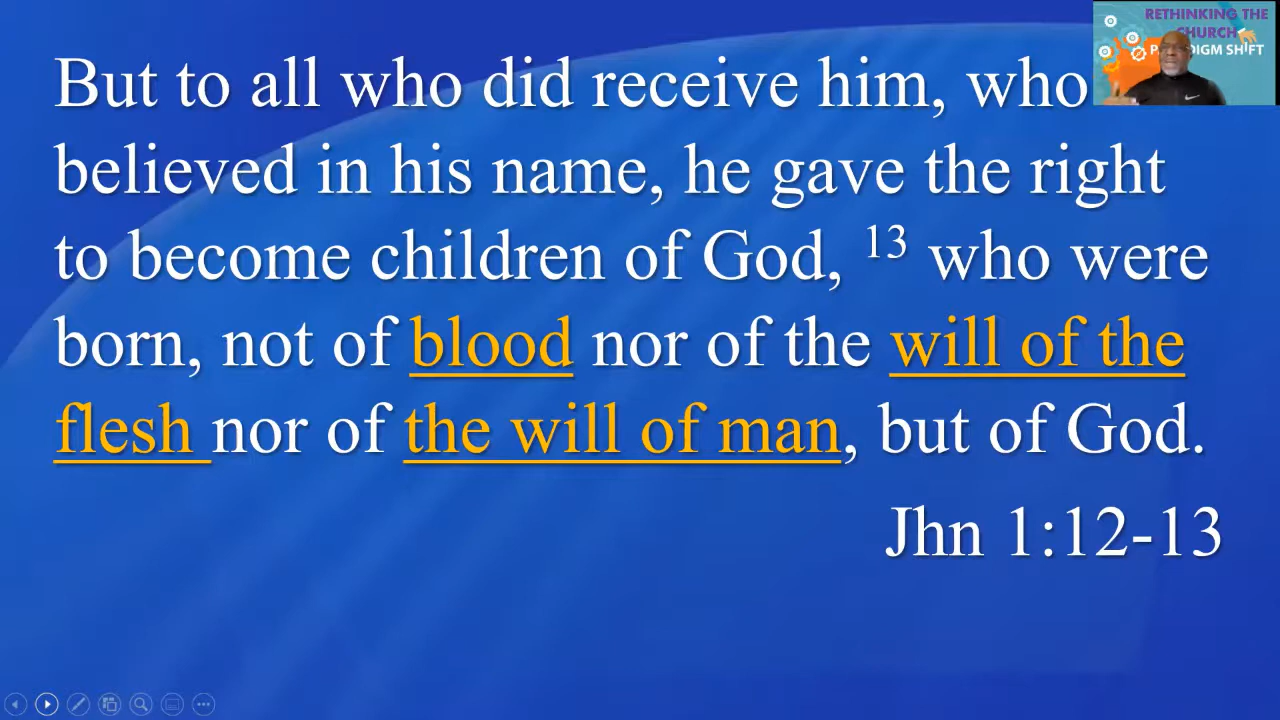 But to all who did receive him, who
believed in his name, he gave the right
to become children of God, ¹³ who were
born, not of blood nor of the will of the
flesh nor of the will of man, but of God.
Jhn 1:12-13
RETHINKING THE
CHURCH
SHIFT